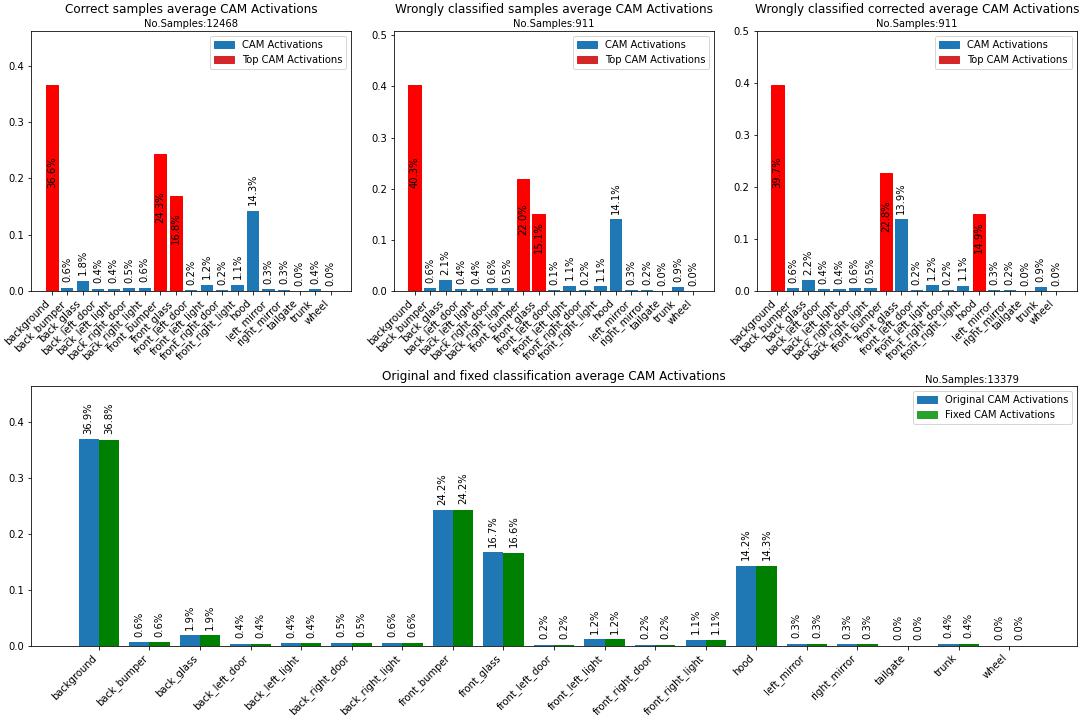 Correct samples average CAM Activations
No.Samples:12468
CAM Activations
Top CAM Activations
0.4
0.3
0.2
0.1
0.0
36.6%
0.6%
1.8%
0.4%
0.4%
0.5%
0.6%
24.3%
16.8%
0.2%
1.2%
0.2%
1.1%
14.3%
0.3%
0.3%
0.0%
0.4%
0.0%
background
back_bumper
back_glass
back_left_door
back_left_light
back_right_door
back_right_light
front_bumper
front_glass
front_left_door
front_left_light
front_right_door
front_right_light
hood
left_mirror
right_mirror
tailgate
trunk
wheel
Wrongly classified samples average CAM Activations
No.Samples:911
CAM Activations
Top CAM Activations
0.5
0.4
0.3
0.2
0.1
0.0
40.3%
0.6%
2.1%
0.4%
0.4%
0.6%
0.5%
22.0%
15.1%
0.1%
1.1%
0.2%
1.1%
14.1%
0.3%
0.2%
0.0%
0.9%
0.0%
background
back_bumper
back_glass
back_left_door
back_left_light
back_right_door
back_right_light
front_bumper
front_glass
front_left_door
front_left_light
front_right_door
front_right_light
hood
left_mirror
right_mirror
tailgate
trunk
wheel
Wrongly classified corrected average CAM Activations
No.Samples:911
CAM Activations
Top CAM Activations
0.5
0.4
0.3
0.2
0.1
0.0
39.7%
0.6%
2.2%
0.4%
0.4%
0.6%
0.5%
22.8%
13.9%
0.2%
1.2%
0.2%
1.1%
14.9%
0.3%
0.2%
0.0%
0.9%
0.0%
background
back_bumper
back_glass
back_left_door
back_left_light
back_right_door
back_right_light
front_bumper
front_glass
front_left_door
front_left_light
front_right_door
front_right_light
hood
left_mirror
right_mirror
tailgate
trunk
wheel
Original and fixed classification average CAM Activations
No.Samples:13379
Original CAM Activations
Fixed CAM Activations
0.4
0.3
0.2
0.1
0.0
36.9%
36.8%
0.6%
0.6%
1.9%
1.9%
0.4%
0.4%
0.4%
0.4%
0.5%
0.5%
0.6%
0.6%
24.2%
24.2%
16.7%
16.6%
0.2%
0.2%
1.2%
1.2%
0.2%
0.2%
1.1%
1.1%
14.2%
14.3%
0.3%
0.3%
0.3%
0.3%
0.0%
0.0%
0.4%
0.4%
0.0%
0.0%
background
back_bumper
back_glass
back_left_door
back_left_light
back_right_door
back_right_light
front_bumper
front_glass
front_left_door
front_left_light
front_right_door
front_right_light
hood
left_mirror
right_mirror
tailgate
trunk
wheel